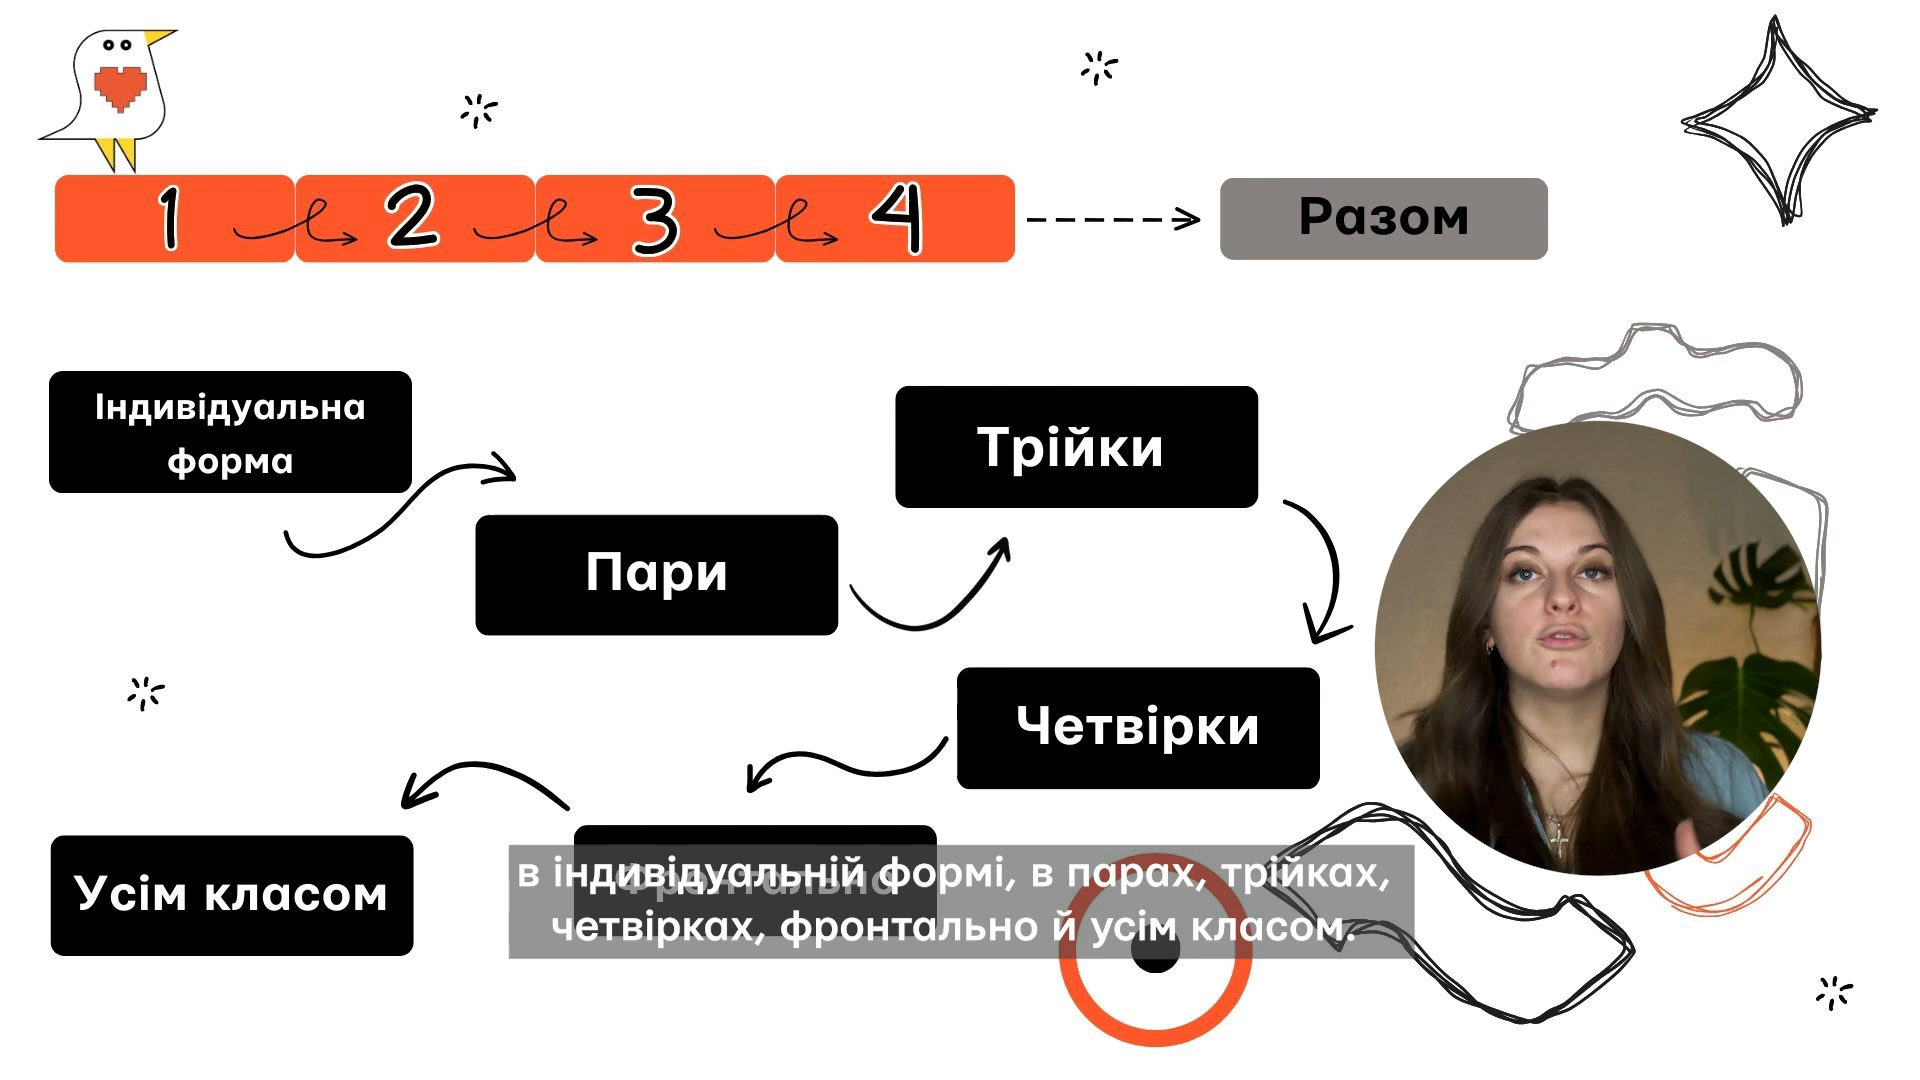 1 2 3 4 Разом
Індивідуальна
форма
Трійки
Пари
Четвірки
Фронтально
Усім класом
в індивідуальній формі, в парах, трійках,
четвірках, фронтально й усім класом.